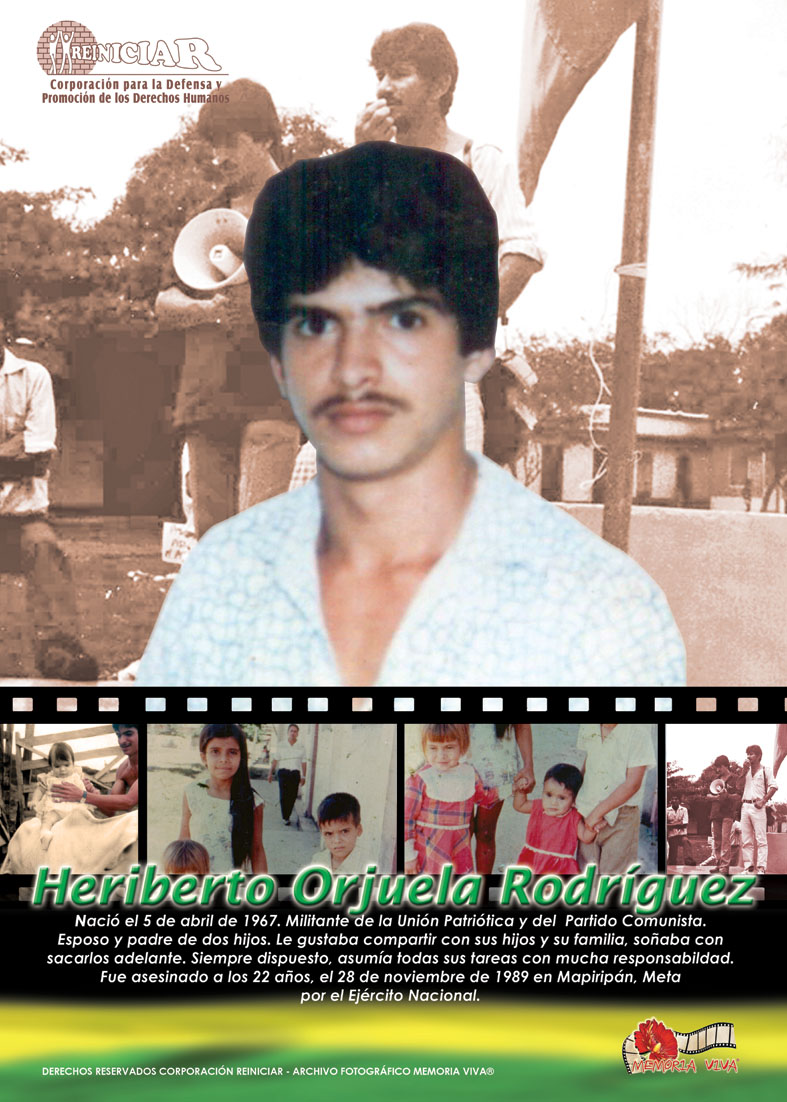 REINICIAR
Corporación para la Defensa y
Promoción de los Derechos Humanos
Heriberto Orjuela Rodríguez
Nació el 5 de abril de 1967. Militante de la Unión Patriótica y del Partido Comunista.
Esposo y padre de dos hijos. Le gustaba compartir con sus hijos y su familia, soñaba con
sacarlos adelante. Siempre dispuesto, asumía todas sus tareas con mucha responsabildad.
Fue asesinado a los 22 años, el 28 de noviembre de 1989 en Mapiripán, Meta
por el Ejército Nacional.
MEMORIA VIVA
DERECHOS RESERVADOS CORPORACIÓN REINICIAR - ARCHIVO FOTOGRÁFICO MEMORIA VIVA®